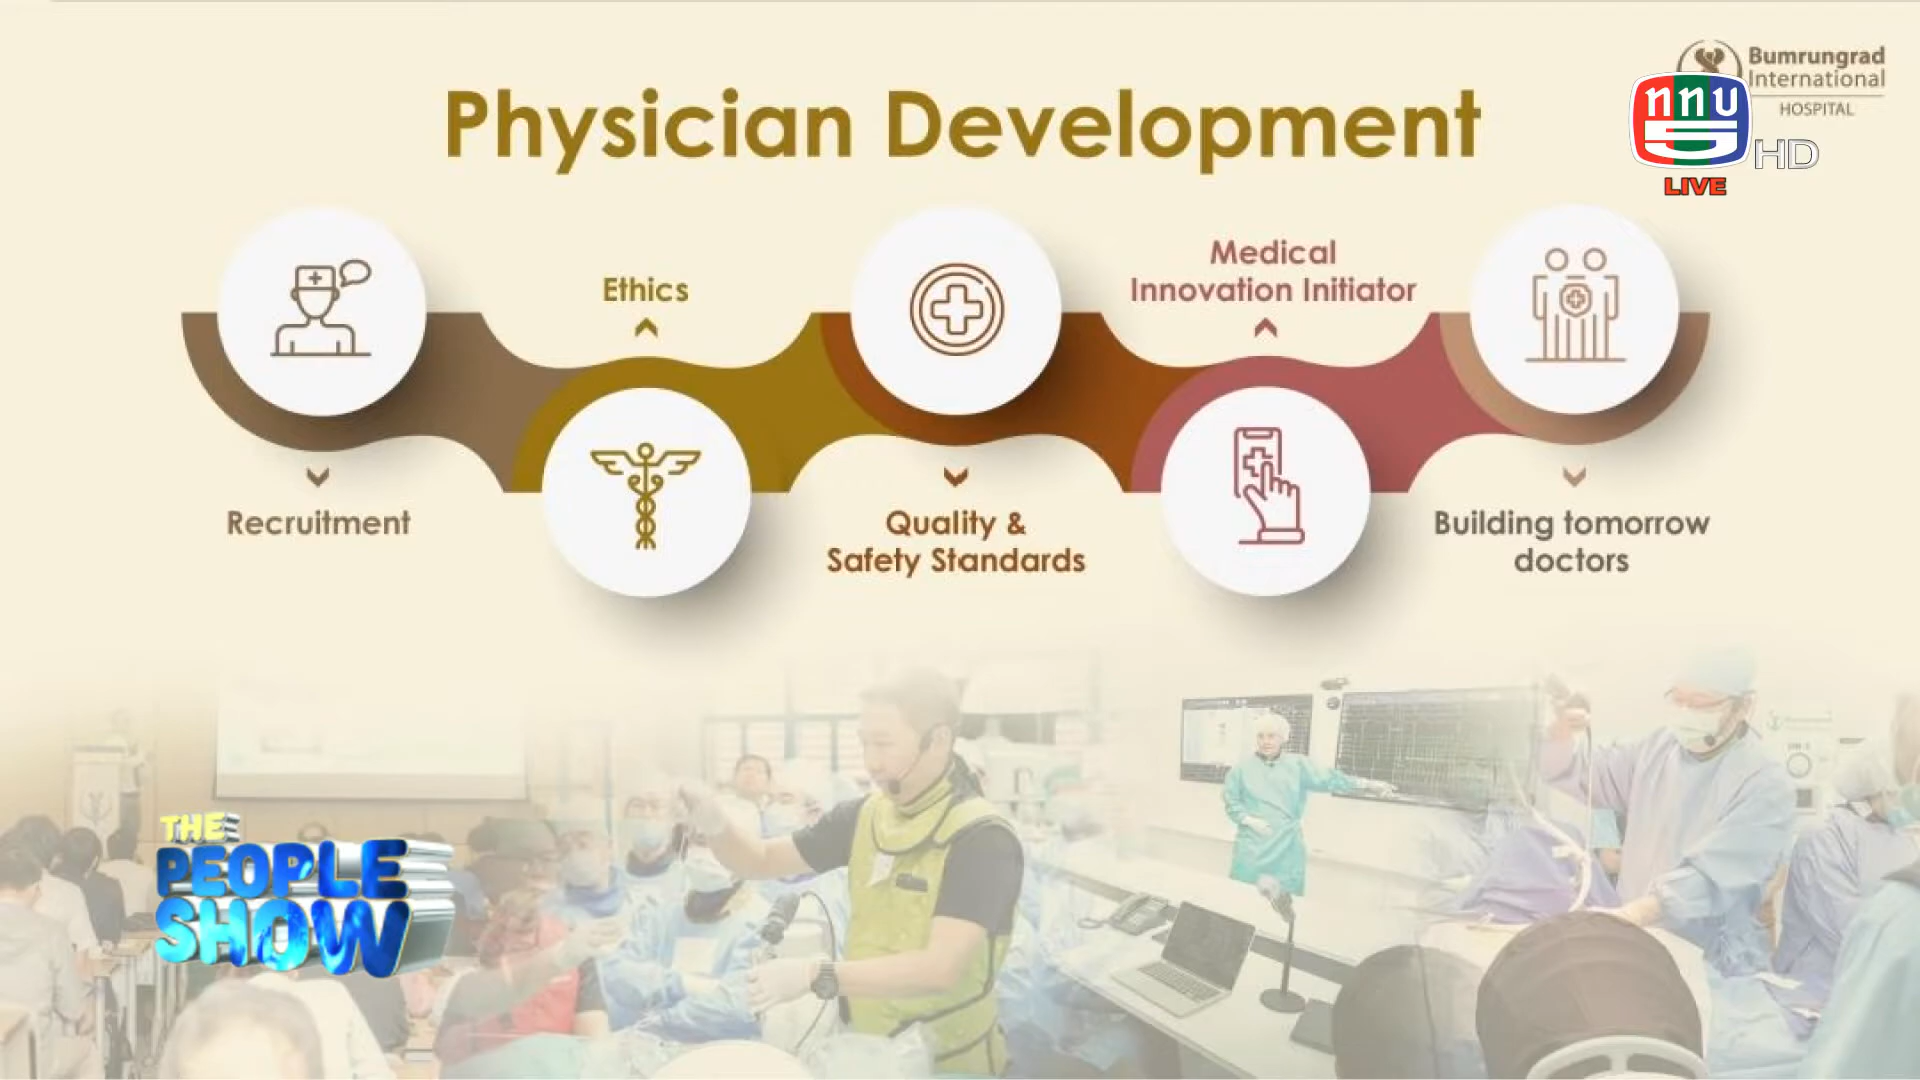 Bumrungrad
International
HOSPITAL
ททบ
5
HD
LIVE
Physician Development
Ethics
Medical
Innovation Initiator
Recruitment
Quality &
Safety Standards
Building tomorrow
doctors
THE
PEOPLE
SHOW